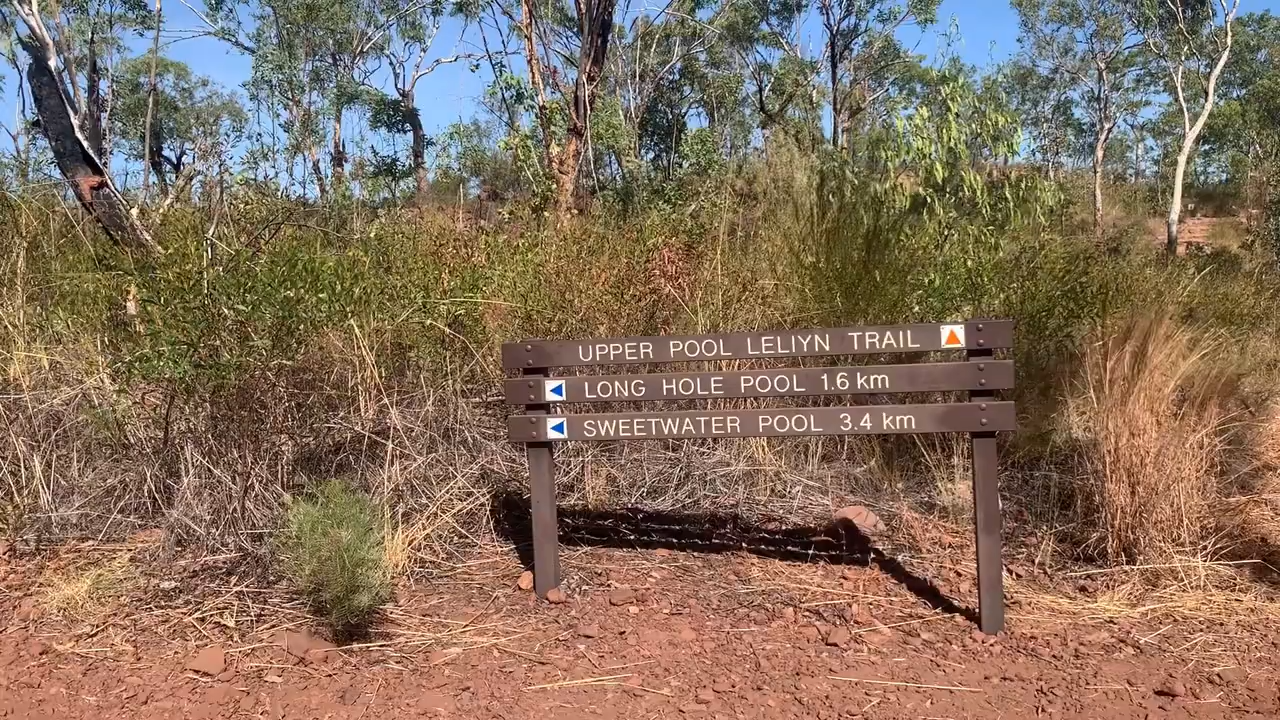 UPPER POOL LELIYN TRAIL
LONG HOLE POOL 1.6 km
SWEETWATER POOL 3.4 km